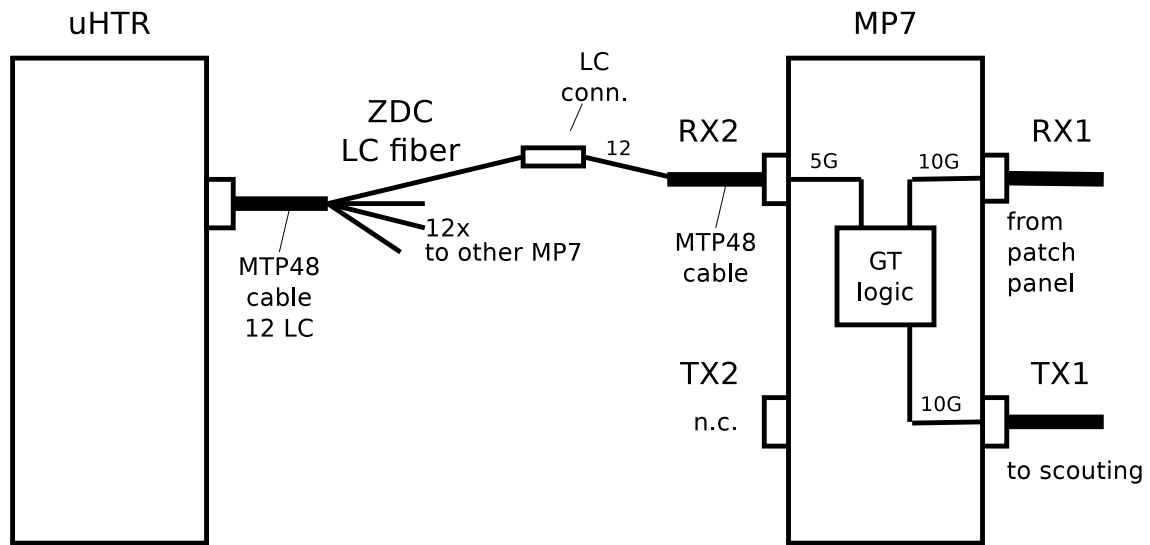 uHTR
MP7
LC
conn.
ZDC
LC fiber
12
RX2
5G
10G
RX1
12x
to other MP7
MTP48
cable
12 LC
MTP48
cable
GT
logic
from
patch
panel
TX2
n.c.
10G
TX1
to scouting